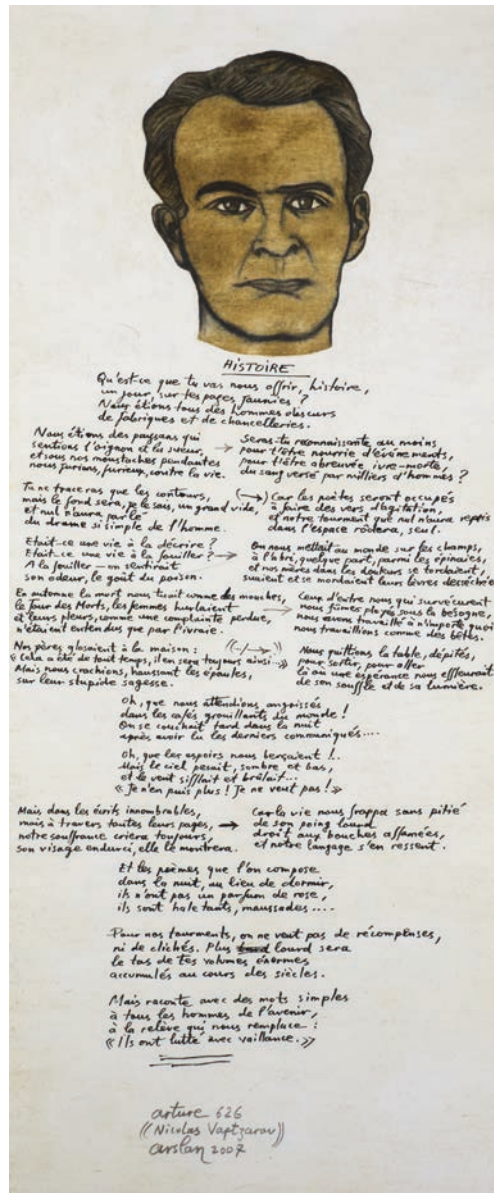 HISTOIRE
Qu'est-ce que tu vas nous offrir, histoire,
un jour, sur tes pages jaunies ?
Nous étions tous des hommes obscurs
de fabriques et de chancelleries.
Nous étions des paysans qui
sentions l'oignon et la sueur,
et sous nos moustaches pendantes
nous jurions, furieux, contre la vie.
→ Seras-tu reconnaissante, au moins
pour t'être nourrie d'événements,
pour t'être abreuvée, ivre-morte,
du sang versé par milliers d'hommes ?
Tu ne traceras que les contours,
mais le fond sera, je le sais, un grand vide,
et nul n'aura parlé
du drame si simple de l'homme.
(→) Car les poètes seront occupés
à faire des vers d'agitation,
et notre tourment que nul n'aura repris
dans l'espace rôdera, seul.
Etait-ce une vie à la décrire ?
Etait-ce une vie à la fouiller ? →
A la fouiller — on sentirait
son odeur, le goût du poison.
On nous mettait au monde sur les champs,
à l'abri, quelque part, parmi les épinaies,
et nos mères dans les douleurs se tordaient,
suaient et se mordaient leurs lèvres desséchées
En automne la mort nous tuait comme des mouches,
le Jour des Morts, les femmes hurlaient →
et leurs pleurs, comme une complainte perdue,
n'étaient entendus que par l'ivraie.
Ceux d'entre nous qui survécurent
nous fûmes ployés sous la besogne,
nous avons travaillé à n'importe quoi
nous travaillions comme des bêtes.
Nos pères glosaient à la maison :
« Cela a été de tout temps, il en sera toujours ainsi... »
Mais nous crachions, haussant les épaules,
sur leur stupide sagesse.
Nous quittions la table, dépités,
pour sortir, pour aller
là où une espérance nous effleurait
de son souffle et de sa lumière.
Oh, que nous attendions angoissés
dans les cafés grouillants du monde !
On se couchait tard dans la nuit
après avoir lu les derniers communiqués....
Oh, que les espoirs nous berçaient !..
Mais le ciel pesait, sombre et bas,
et le vent sifflait et brûlait...
« Je n'en puis plus ! Je ne veut pas ! »
Mais dans les écrits innombrables,
mais à travers toutes leurs pages, →
notre souffrance criera toujours,
son visage endurci, elle le montrera.
Car la vie nous frappa sans pitié
de son poing lourd
droit aux bouches affamées,
et notre langage s'en ressent.
Et les poèmes que l'on compose
dans la nuit, au lieu de dormir,
ils n'ont pas un parfum de rose,
ils sont haletants, maussades ....
Pour nos tourments, on ne veut pas de récompenses,
ni de clichés. Plus lourd sera
le tas de tes volumes énormes
accumulés au cours des siècles.
Mais raconte avec des mots simples
à tous les hommes de l'avenir,
à la relève qui nous remplace :
« Ils ont lutté avec vaillance. »
arture 626
((Nicolas Vaptzarov))
arslan 2007